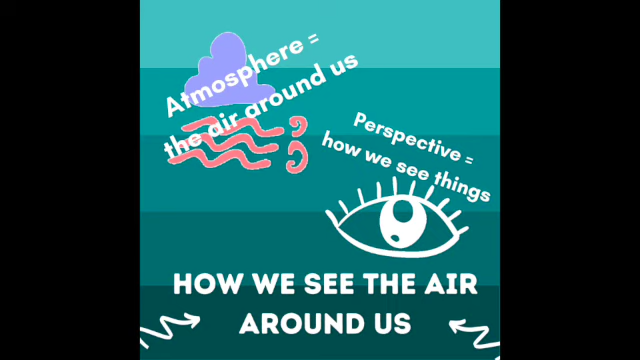 Atmosphere =
the air around us
Perspective =
how we see things
HOW WE SEE THE AIR
AROUND US